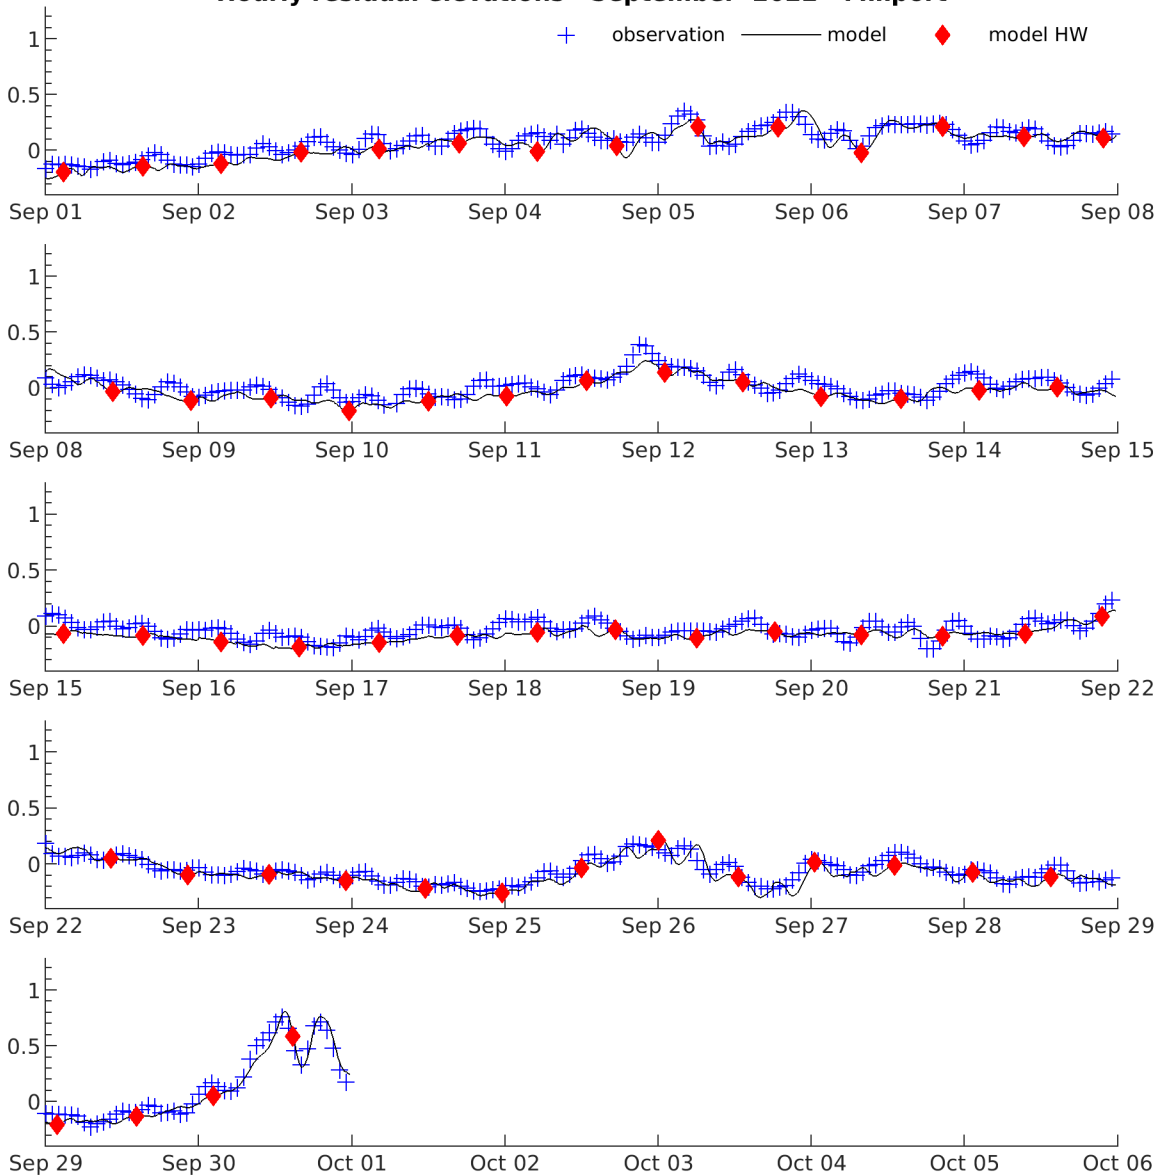 Hourly residual elevations September
observation model model HW
1
0.5
0
Sep 01 Sep 02 Sep 03 Sep 04 Sep 05 Sep 06 Sep 07 Sep 08
1
0.5
0
Sep 08 Sep 09 Sep 10 Sep 11 Sep 12 Sep 13 Sep 14 Sep 15
1
0.5
0
Sep 15 Sep 16 Sep 17 Sep 18 Sep 19 Sep 20 Sep 21 Sep 22
1
0.5
0
Sep 22 Sep 23 Sep 24 Sep 25 Sep 26 Sep 27 Sep 28 Sep 29
1
0.5
0
Sep 29 Sep 30 Oct 01 Oct 02 Oct 03 Oct 04 Oct 05 Oct 06